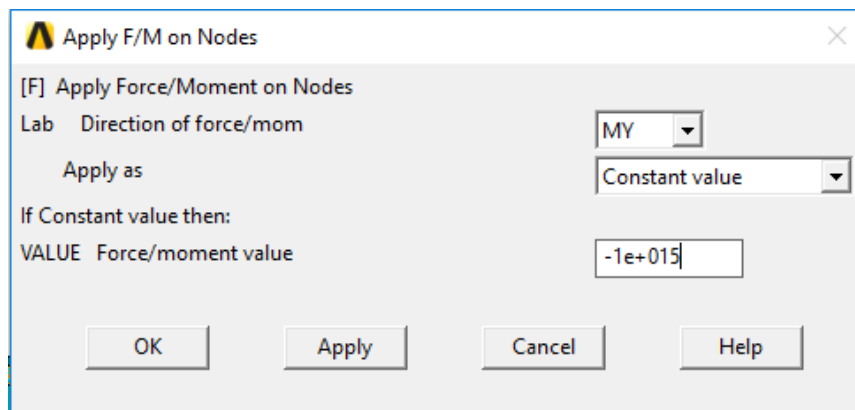 Apply F/M on Nodes
[F] Apply Force/Moment on Nodes
Lab Direction of force/mom MY
Apply as Constant value
If Constant value then:
VALUE Force/moment value -1e+015
OK Apply Cancel Help